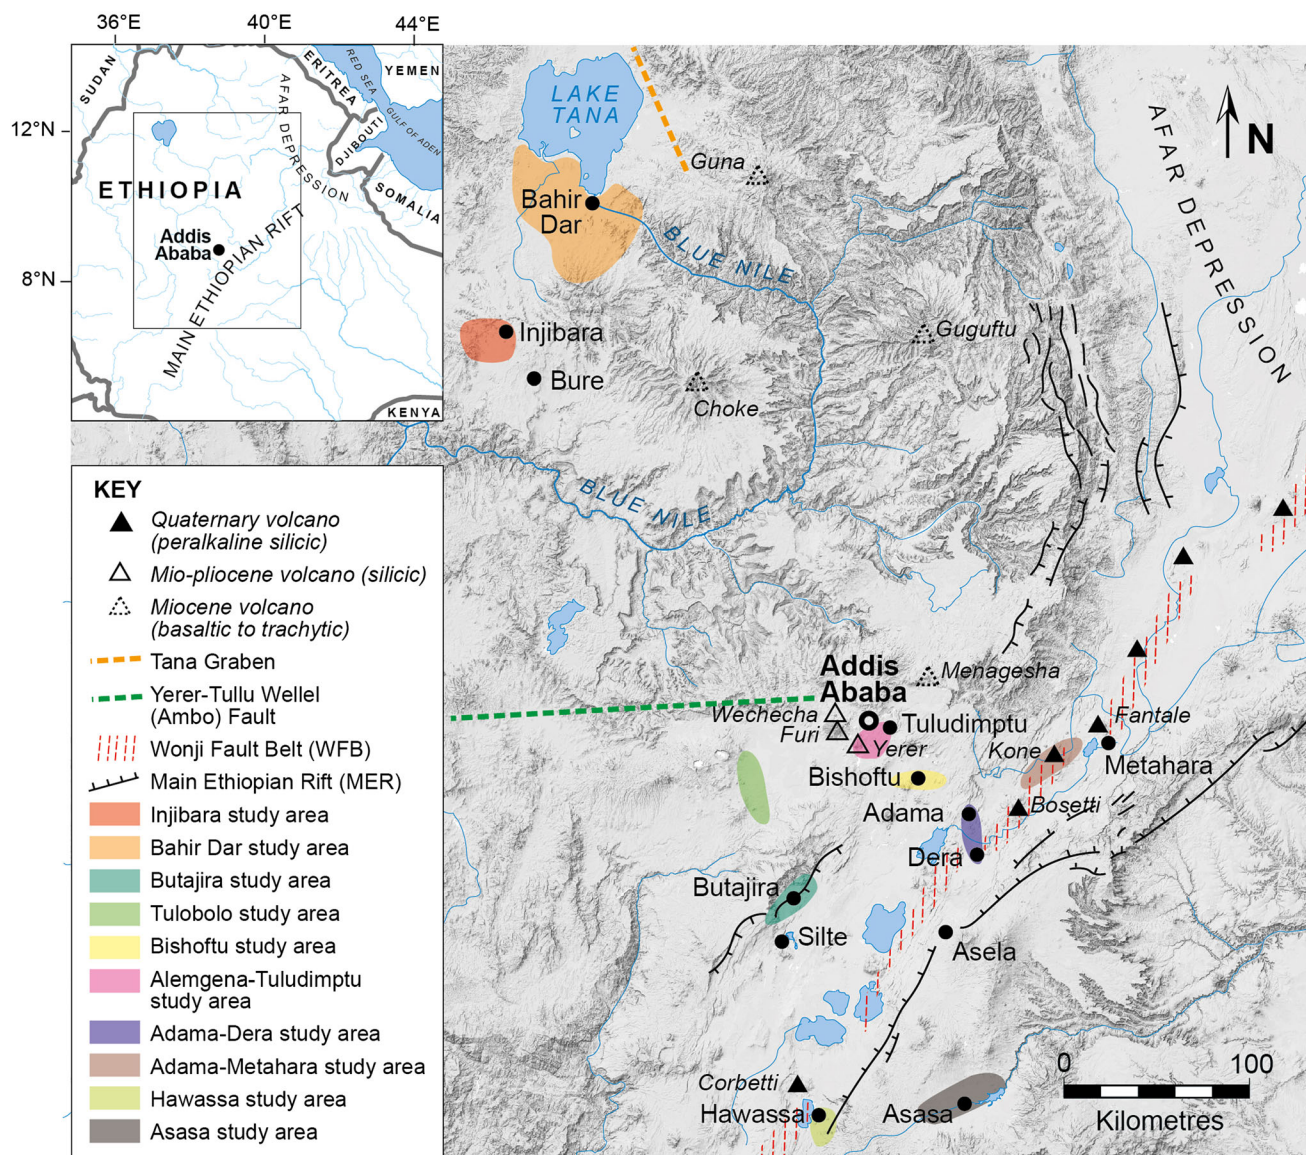 36°E
40°E
44°E
12°N
8°N
SUDAN
ERITREA
RED SEA
YEMEN
GULF OF ADEN
DJIBOUTI
AFAR DEPRESSION
SOMALIA
ETHIOPIA
Addis
Ababa
MAIN ETHIOPIAN RIFT
KENYA
LAKE
TANA
Guna
Bahir
Dar
BLUE NILE
AFAR DEPRESSION
N
Injibara
Guguftu
Bure
Choke
BLUE NILE
Addis
Ababa
Menagesha
Wechecha
Furi
Tuludimptu
Yerer
Fantale
Kone
Metahara
Bishoftu
Bosetti
Adama
Dera
Butajira
Silte
Asela
Corbetti
Hawassa
Asasa
0
100
Kilometres
KEY
Quaternary volcano
(peralkaline silicic)
Mio-pliocene volcano (silicic)
Miocene volcano
(basaltic to trachytic)
Tana Graben
Yerer-Tullu Wellel
(Ambo) Fault
Wonji Fault Belt (WFB)
Main Ethiopian Rift (MER)
Injibara study area
Bahir Dar study area
Butajira study area
Tulobolo study area
Bishoftu study area
Alemgena-Tuludimptu
study area
Adama-Dera study area
Adama-Metahara study area
Hawassa study area
Asasa study area